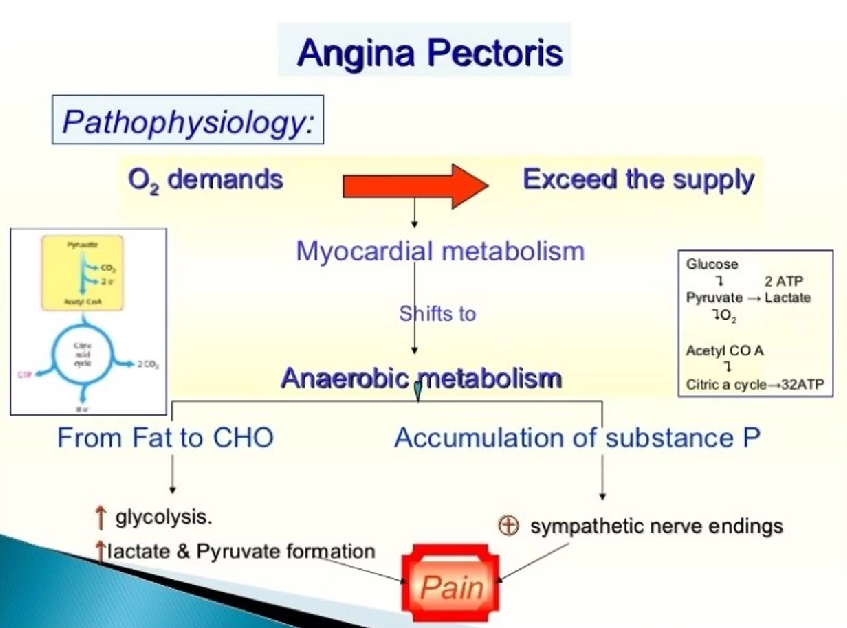 Angina Pectoris
Pathophysiology:
O₂ demands
Exceed the supply
Myocardial metabolism
Shifts to
Anaerobic metabolism
Pyruvate
CO₂
2 e⁻
Acetyl CoA
Citric
acid
cycle
GTP
2 CO₂
8 e⁻
Glucose
2 ATP
Pyruvate → Lactate
O₂
Acetyl CO A
Citric a cycle→32ATP
From Fat to CHO
Accumulation of substance P
↑ glycolysis.
↑lactate & Pyruvate formation
⊕ sympathetic nerve endings
Pain